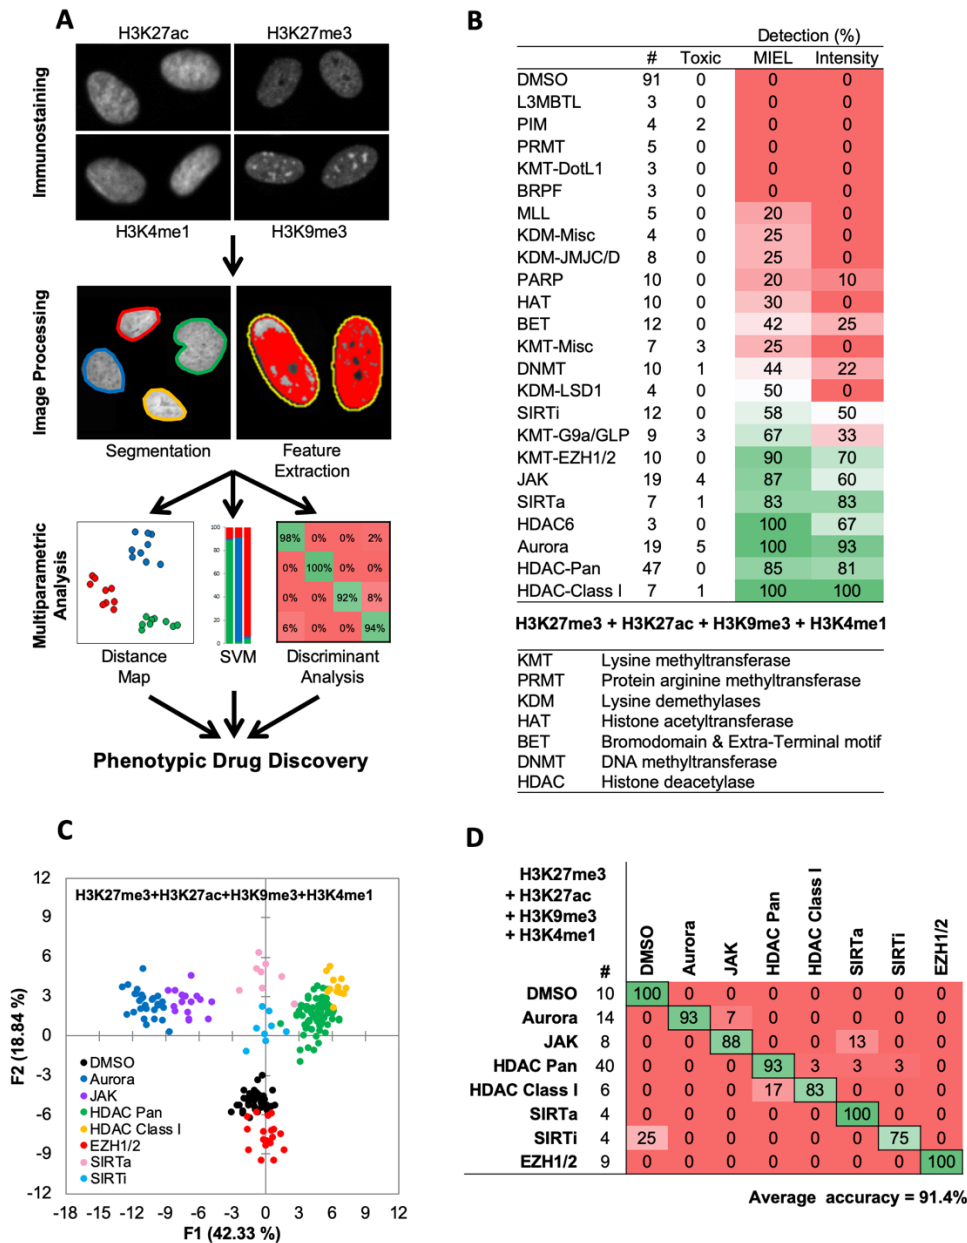 A
H3K27ac H3K27me3
Immunostaining
H3K4me1 H3K9me3
Image Processing
Segmentation Feature
Extraction
Multiparametric
Analysis
100
80
60
40
20
0
98% 0% 0% 2%
0% 100% 0% 0%
0% 0% 92% 8%
6% 0% 0% 94%
Distance
Map
SVM
Discriminant
Analysis
Phenotypic Drug Discovery
B
Detection (%)
# Toxic MIEL Intensity
DMSO 91 0 0 0
L3MBTL 3 0 0 0
PIM 4 2 0 0
PRMT 5 0 0 0
KMT-DotL1 3 0 0 0
BRPF 3 0 0 0
MLL 5 0 20 0
KDM-Misc 4 0 25 0
KDM-JMJC/D 8 0 25 0
PARP 10 0 20 10
HAT 10 0 30 0
BET 12 0 42 25
KMT-Misc 7 3 25 0
DNMT 10 1 44 22
KDM-LSD1 4 0 50 0
SIRTi 12 0 58 50
KMT-G9a/GLP 9 3 67 33
KMT-EZH1/2 10 0 90 70
JAK 19 4 87 60
SIRTa 7 1 83 83
HDAC6 3 0 100 67
Aurora 19 5 100 93
HDAC-Pan 47 0 85 81
HDAC-Class I 7 1 100 100
H3K27me3 + H3K27ac + H3K9me3 + H3K4me1
KMT Lysine methyltransferase
PRMT Protein arginine methyltransferase
KDM Lysine demethylases
HAT Histone acetyltransferase
BET Bromodomain & Extra-Terminal motif
DNMT DNA methyltransferase
HDAC Histone deacetylase
C
H3K27me3+H3K27ac+H3K9me3+H3K4me1
F2 (18.84 %)
12
9
6
3
0
-3
-6
-9
-12
DMSO
Aurora
JAK
HDAC Pan
HDAC Class I
EZH1/2
SIRTa
SIRTi
-18 -15 -12 -9 -6 -3 0 3 6 9 12
F1 (42.33 %)
D
H3K27me3
+ H3K27ac
+ H3K9me3
+ H3K4me1
# DMSO Aurora JAK HDAC Pan HDAC Class I SIRTa SIRTi EZH1/2
DMSO 10 100 0 0 0 0 0 0 0
Aurora 14 0 93 7 0 0 0 0 0
JAK 8 0 0 88 0 0 13 0 0
HDAC Pan 40 0 0 0 93 3 3 3 0
HDAC Class I 6 0 0 0 17 83 0 0 0
SIRTa 4 0 0 0 0 0 100 0 0
SIRTi 4 25 0 0 0 0 0 75 0
EZH1/2 9 0 0 0 0 0 0 0 100
Average accuracy = 91.4%